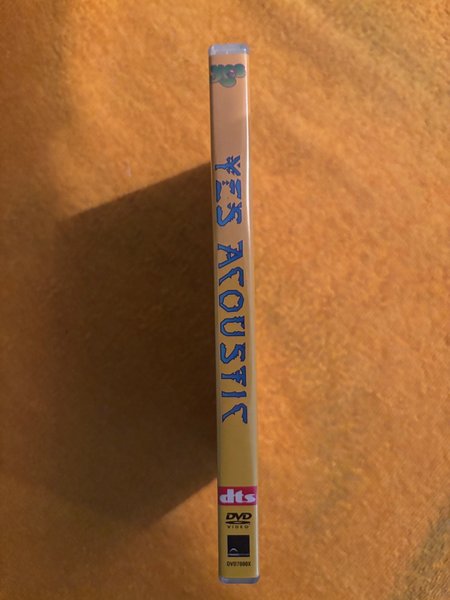 Yes
YES ACOUSTIC
dts
DVD
VIDEO